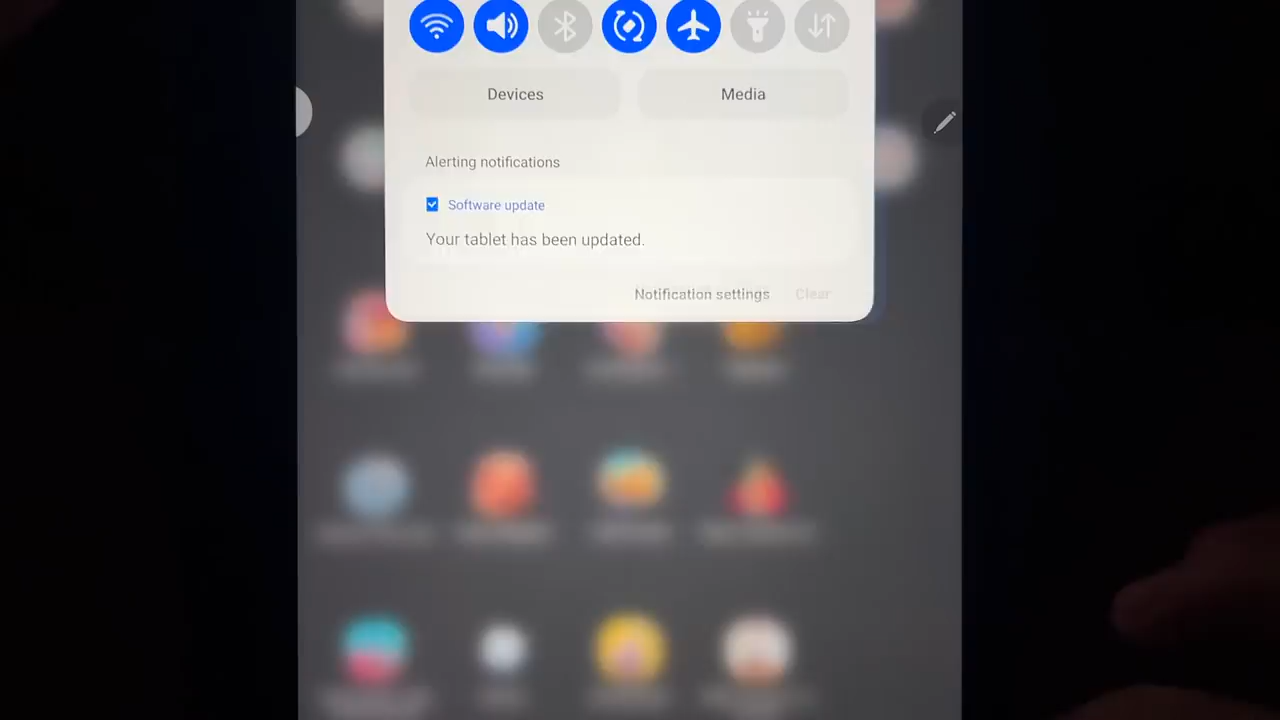 Devices
Media
Alerting notifications
Software update
Your tablet has been updated.
Notification settings
Clear